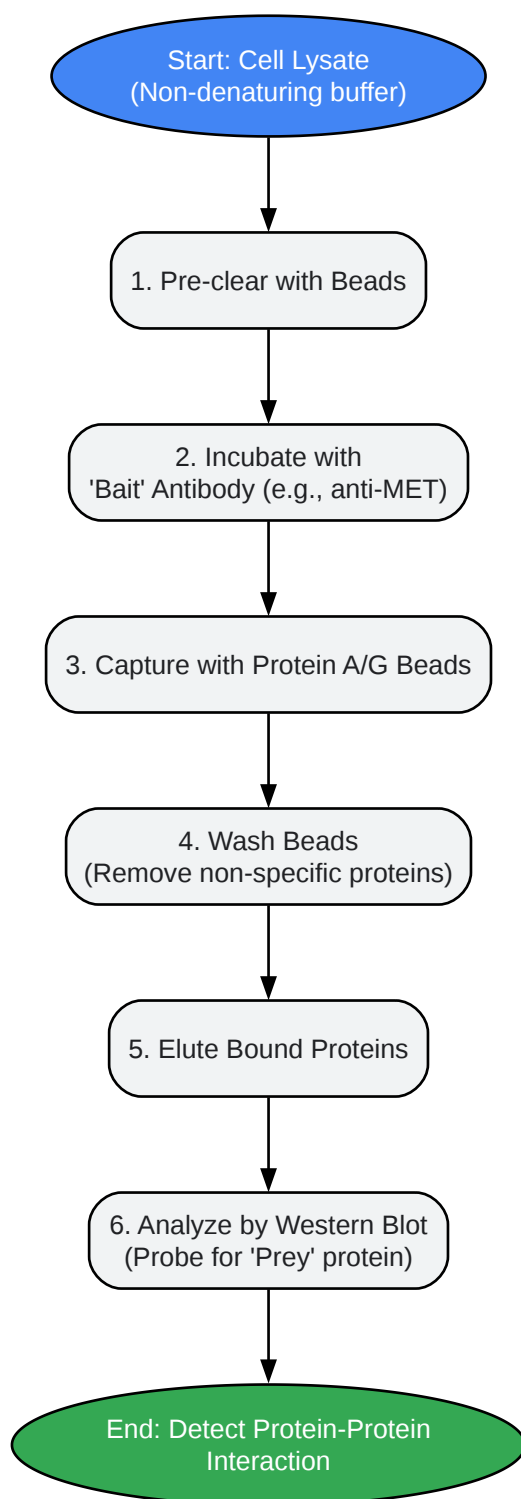 Start: Cell Lysate
(Non-denaturing buffer)
1. Pre-clear with Beads
2. Incubate with
'Bait' Antibody (e.g., anti-MET)
3. Capture with Protein A/G Beads
4. Wash Beads
(Remove non-specific proteins)
5. Elute Bound Proteins
6. Analyze by Western Blot
(Probe for 'Prey' protein)
End: Detect Protein-Protein
Interaction